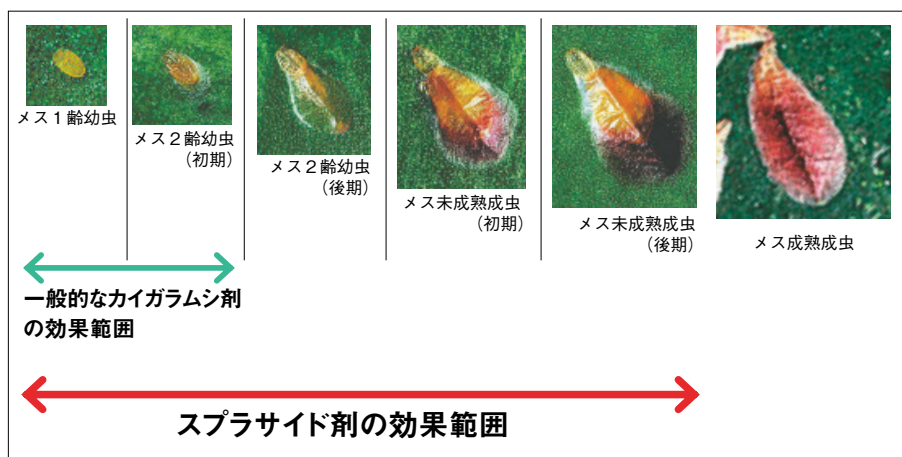 メス１齢幼虫
メス２齢幼虫
（初期）
メス２齢幼虫
（後期）
メス未成熟成虫
（初期）
メス未成熟成虫
（後期）
メス成熟成虫
一般的なカイガラムシ剤
の効果範囲
スプラサイド剤の効果範囲